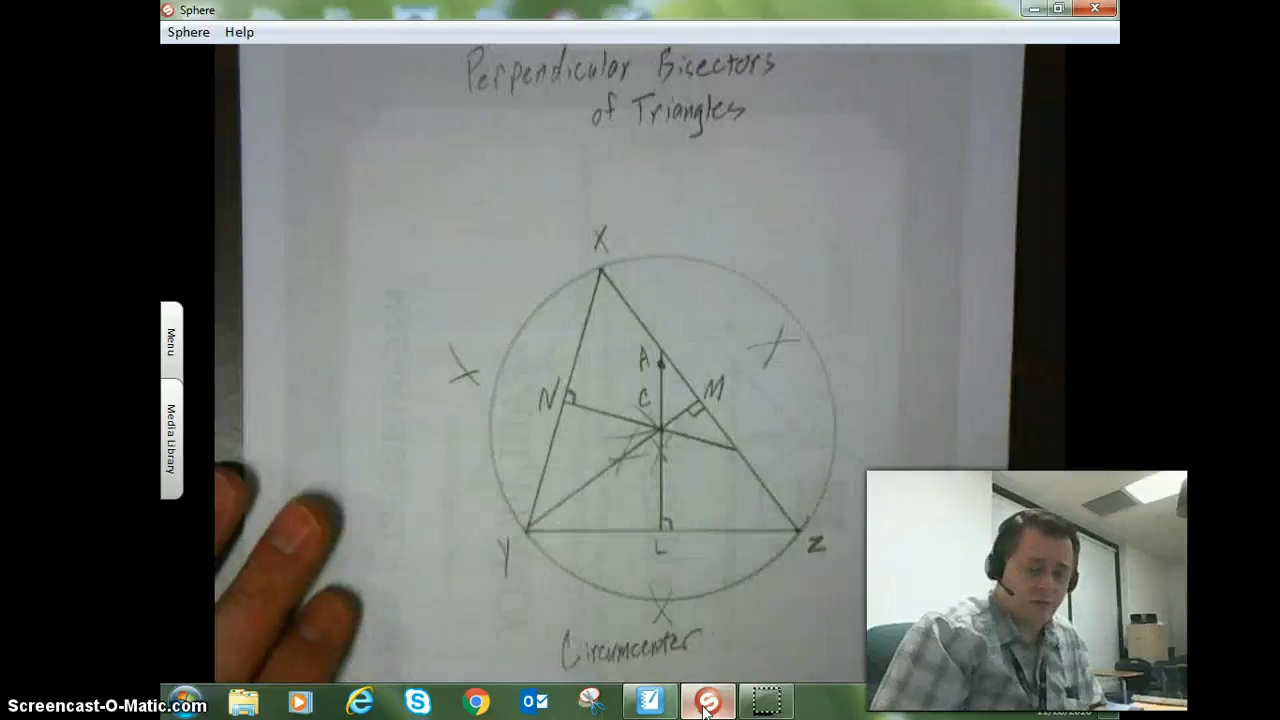 Sphere
Sphere Help
Perpendicular Bisectors
of Triangles
X
A
C
N
M
Y
L
Z
Circumcenter
Menu
Media Library
Screencast-O-Matic.com